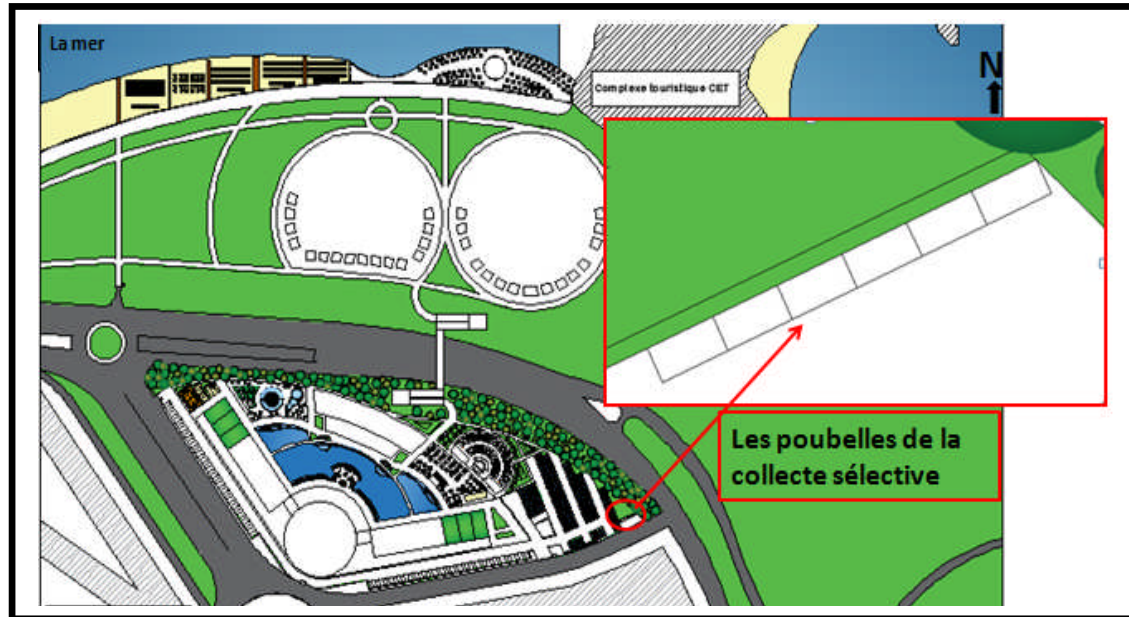 La mer
N
Complexe touristique CET
Les poubelles de la
collecte sélective